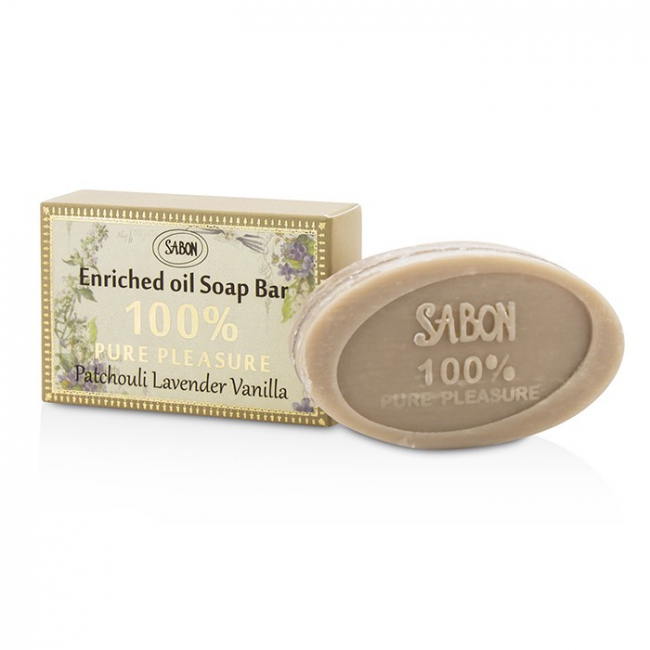 SABON
Enriched oil Soap Bar
100%
PURE PLEASURE
Patchouli Lavender Vanilla
SABON
100%
PURE PLEASURE